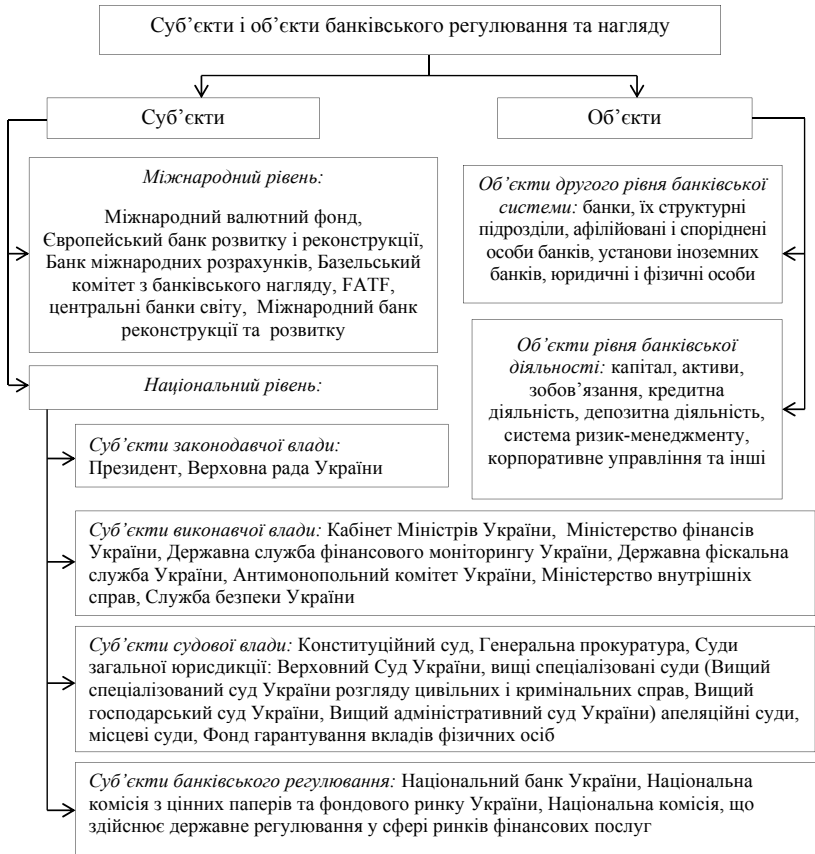 Суб’єкти і об’єкти банківського регулювання та нагляду
Суб’єкти
Об’єкти
Міжнародний рівень:
Міжнародний валютний фонд,
Європейський банк розвитку і реконструкції,
Банк міжнародних розрахунків, Базельський
комітет з банківського нагляду, FATF,
центральні банки світу, Міжнародний банк
реконструкції та розвитку
Об’єкти другого рівня банківської
системи: банки, їх структурні
підрозділи, афілійовані і споріднені
особи банків, установи іноземних
банків, юридичні і фізичні особи
Об’єкти рівня банківської
діяльності: капітал, активи,
зобов’язання, кредитна
діяльність, депозитна діяльність,
система ризик-менеджменту,
корпоративне управління та інші
Національний рівень:
Суб’єкти законодавчої влади:
Президент, Верховна рада України
Суб’єкти виконавчої влади: Кабінет Міністрів України, Міністерство фінансів
України, Державна служба фінансового моніторингу України, Державна фіскальна
служба України, Антимонопольний комітет України, Міністерство внутрішніх
справ, Служба безпеки України
Суб’єкти судової влади: Конституційний суд, Генеральна прокуратура, Суди
загальної юрисдикції: Верховний Суд України, вищі спеціалізовані суди (Вищий
спеціалізований суд України розгляду цивільних і кримінальних справ, Вищий
господарський суд України, Вищий адміністративний суд України) апеляційні суди,
місцеві суди, Фонд гарантування вкладів фізичних осіб
Суб’єкти банківського регулювання: Національний банк України, Національна
комісія з цінних паперів та фондового ринку України, Національна комісія, що
здійснює державне регулювання у сфері ринків фінансових послуг